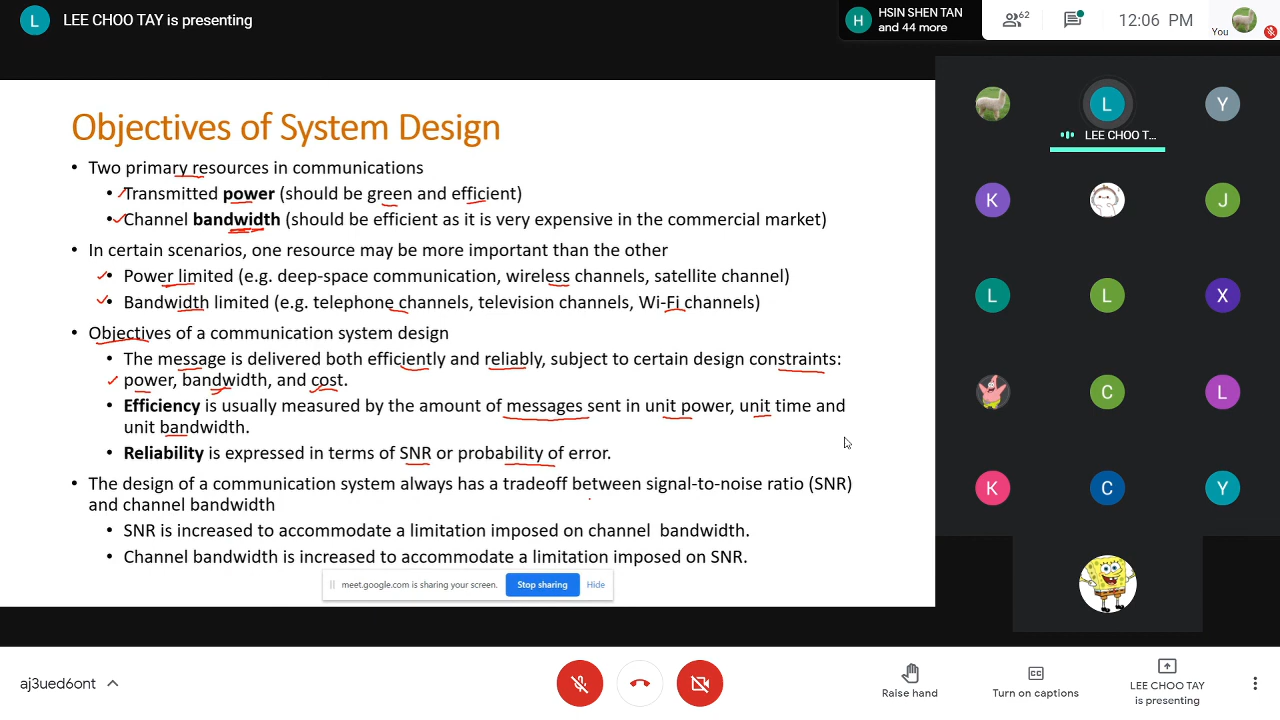 L
LEE CHOO TAY is presenting
H
HSIN SHEN TAN
and 44 more
62
12:06 PM
You
Objectives of System Design
• Two primary resources in communications
• Transmitted power (should be green and efficient)
• Channel bandwidth (should be efficient as it is very expensive in the commercial market)
• In certain scenarios, one resource may be more important than the other
• Power limited (e.g. deep-space communication, wireless channels, satellite channel)
• Bandwidth limited (e.g. telephone channels, television channels, Wi-Fi channels)
• Objectives of a communication system design
• The message is delivered both efficiently and reliably, subject to certain design constraints:
power, bandwidth, and cost.
• Efficiency is usually measured by the amount of messages sent in unit power, unit time and
unit bandwidth.
• Reliability is expressed in terms of SNR or probability of error.
• The design of a communication system always has a tradeoff between signal-to-noise ratio (SNR)
and channel bandwidth
• SNR is increased to accommodate a limitation imposed on channel bandwidth.
• Channel bandwidth is increased to accommodate a limitation imposed on SNR.
meet.google.com is sharing your screen.
Stop sharing
Hide
L
Y
LEE CHOO T...
K
J
L
L
X
C
L
K
C
Y
aj3ued6ont
Raise hand
Turn on captions
LEE CHOO TAY
is presenting